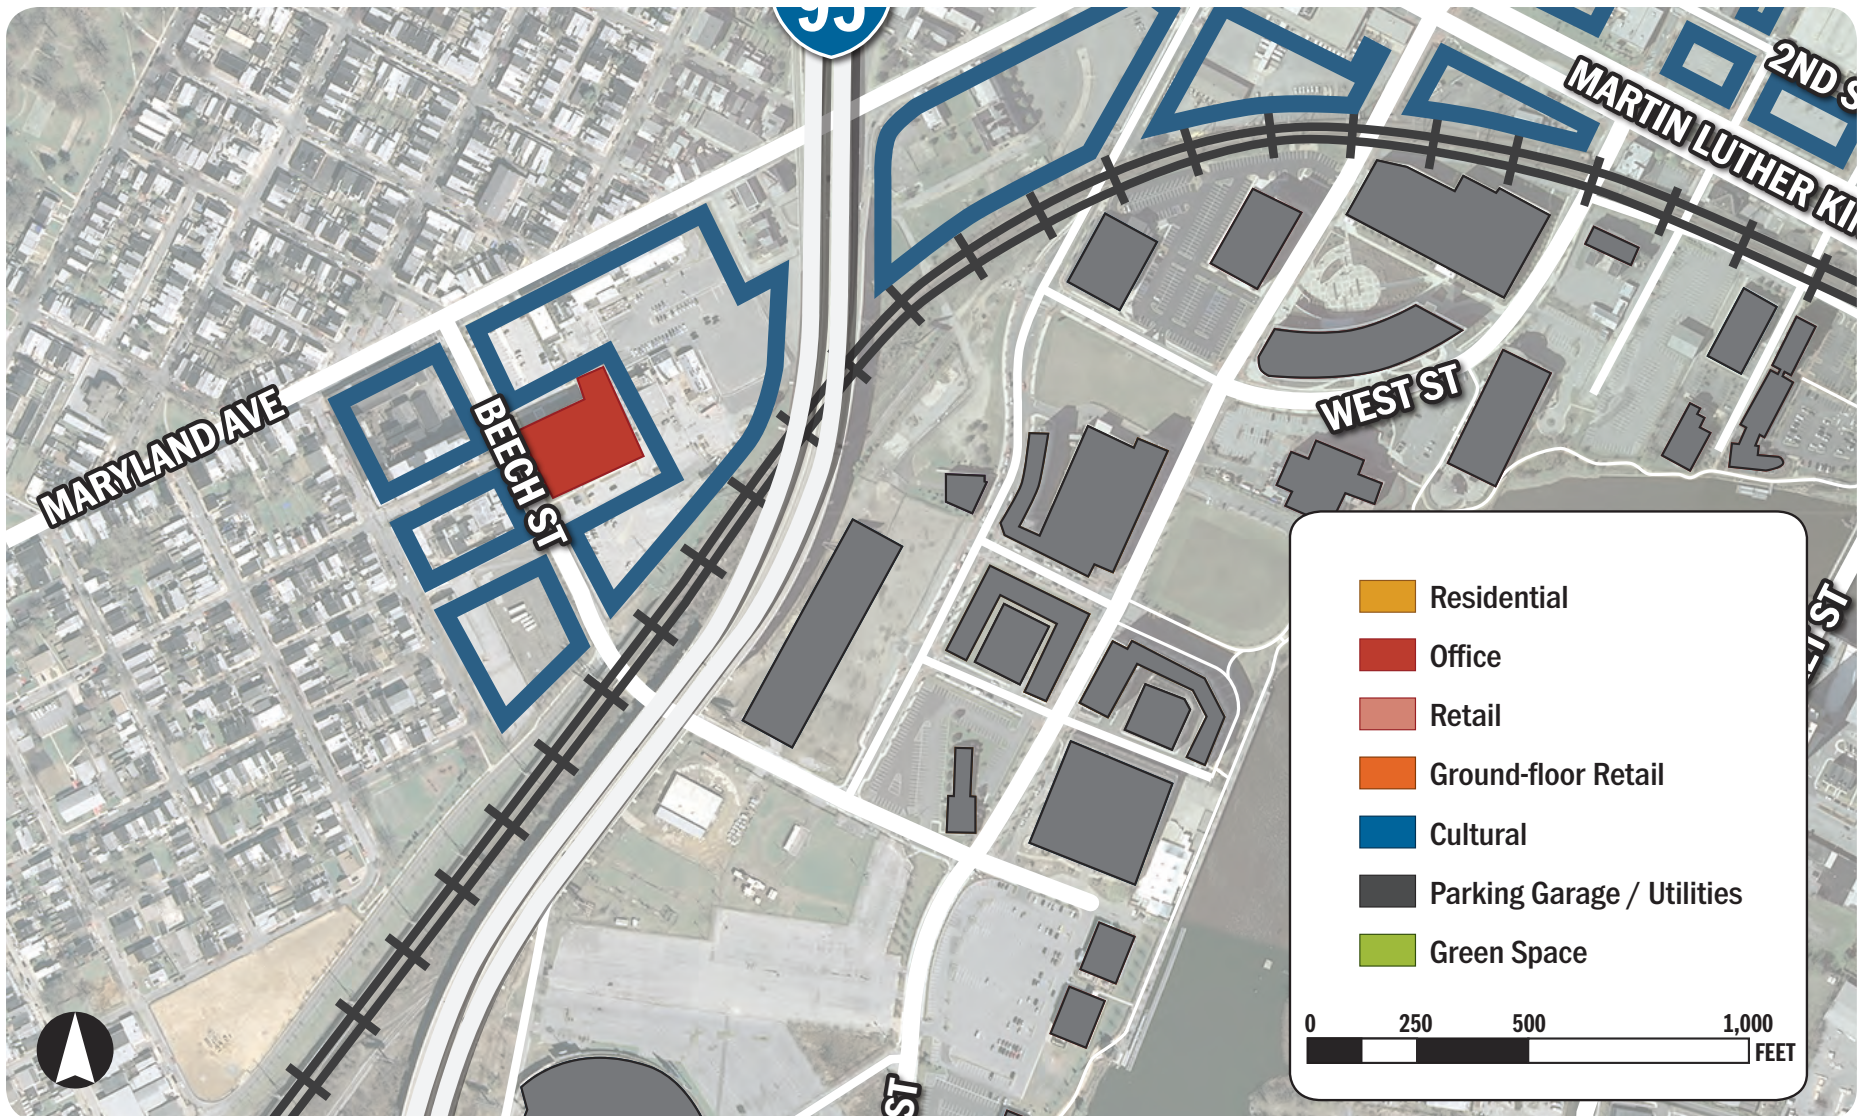 95
2ND S
MARTIN LUTHER KI
MARYLAND AVE
BEECH ST
WEST ST
ST
ST
Residential
Office
Retail
Ground-floor Retail
Cultural
Parking Garage / Utilities
Green Space
0 250 500 1,000
FEET